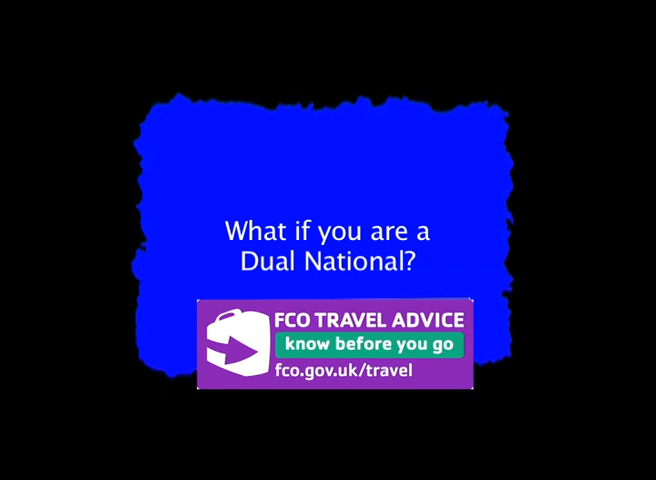 What if you are a
Dual National?
FCO TRAVEL ADVICE
know before you go
fco.gov.uk/travel